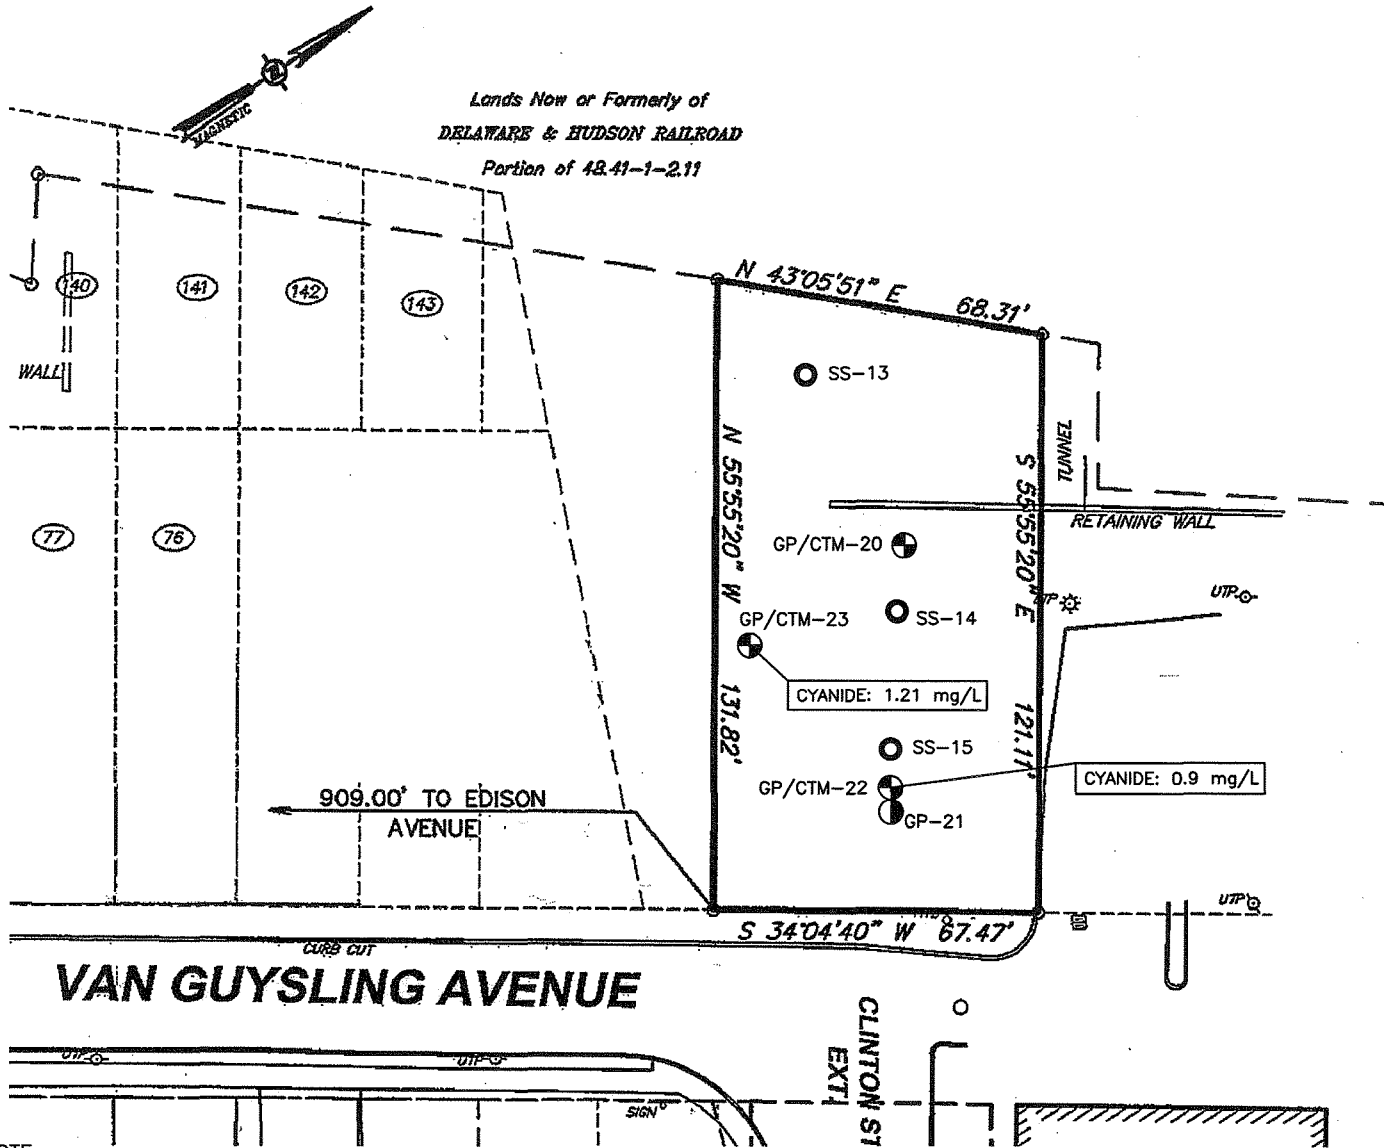 MAGNETIC
Lands Now or Formerly of
DELAWARE & HUDSON RAILROAD
Portion of 48.41-1-2.11
N 43°05'51" E 68.31'
140
141
142
143
WALL
SS-13
TUNNEL
N 55°55'20" W 131.82'
S 55°55'20" E 121.11'
RETAINING WALL
77
76
GP/CTM-20
UTP
UTP
GP/CTM-23
SS-14
CYANIDE: 1.21 mg/L
SS-15
GP/CTM-22
CYANIDE: 0.9 mg/L
GP-21
909.00' TO EDISON
AVENUE
UTP
S 34°04'40" W 67.47'
CURB CUT
VAN GUYSLING AVENUE
CLINTON ST
EXT.
UTP
UTP
SIGN